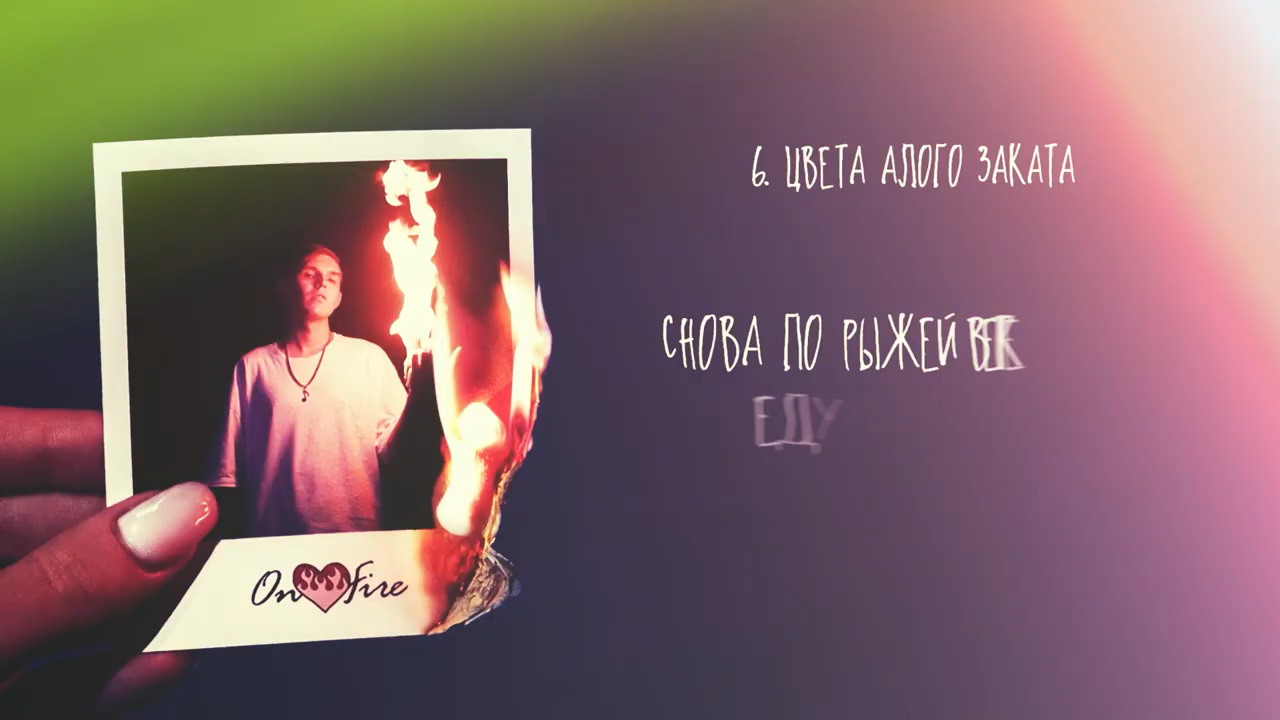 6. ЦВЕТА АЛОГО ЗАКАТА
СНОВА ПО РЫЖЕЙ
ЕДУ
On Fire